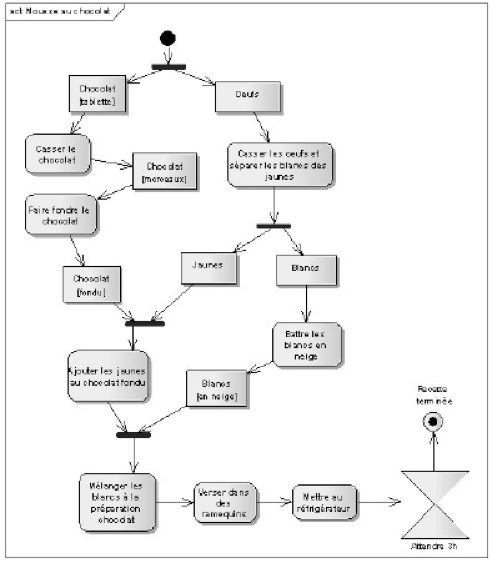 act Mousse au chocolat
Chocolat
[tablette]
Oeufs
Casser le
chocolat
Casser les oeufs et
séparer les blancs des
jaunes
Chocolat
[morceaux]
Faire fondre le
chocolat
Jaunes
Blancs
Chocolat
[fondu]
Battre les
blancs en
neige
Ajouter les jaunes
au chocolat fondu
Blancs
[en neige]
Recette
terminée
Mélanger les
blancs à la
préparation
chocolat
Verser dans
des
ramequins
Mettre au
réfrigérateur
Attendre 3h